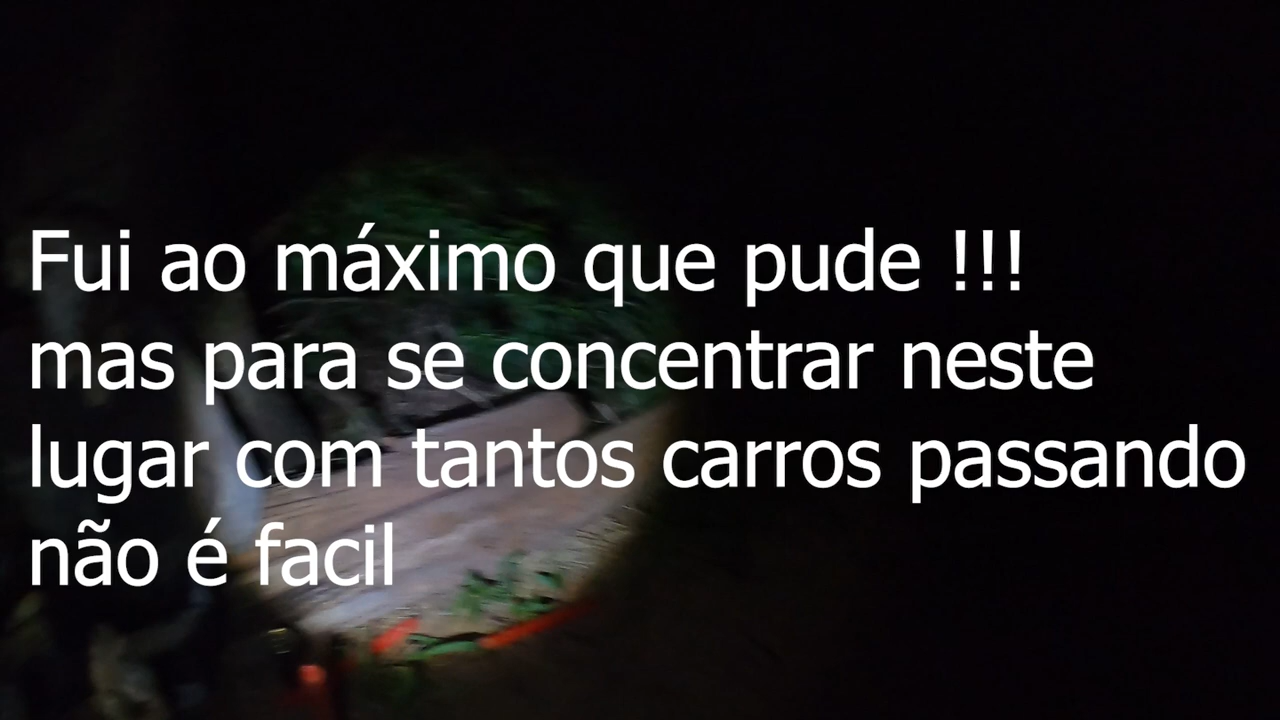 Fui ao máximo que pude !!!
mas para se concentrar neste
lugar com tantos carros passando
não é facil